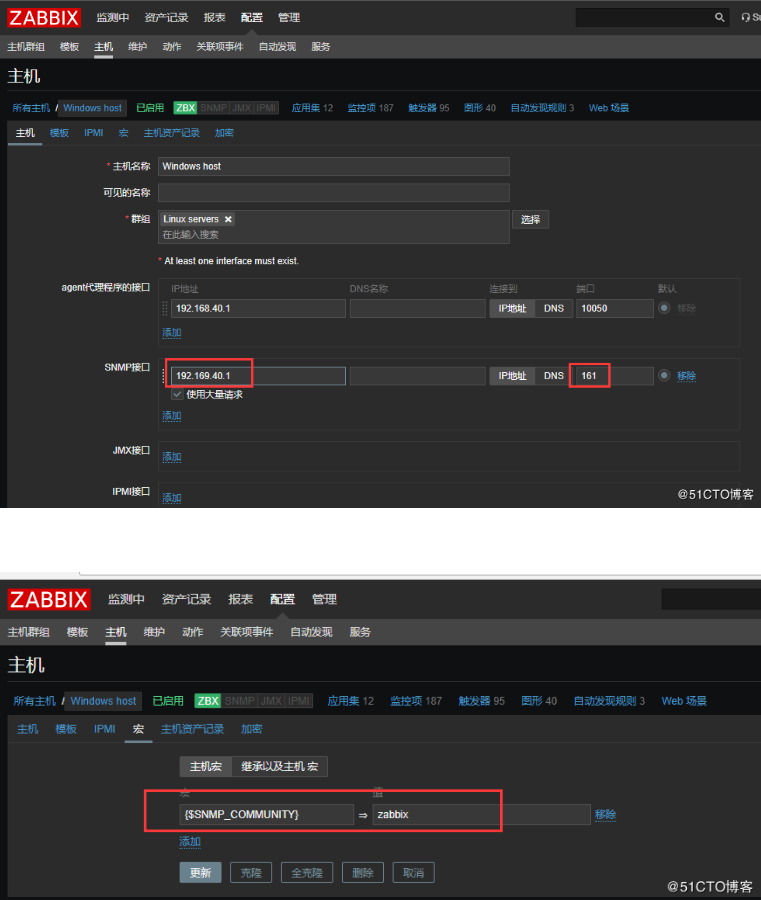 ZABBIX 监测中 资产记录 报表 配置 管理
主机群组 模板 主机 维护 动作 关联项事件 自动发现 服务
主机
所有主机 / Windows host 已启用 ZBX SNMP JMX IPMI 应用集 12 监控项 187 触发器 95 图形 40 自动发现规则 3 Web 场景
主机 模板 IPMI 宏 主机资产记录 加密
* 主机名称 Windows host
可见的名称
* 群组 Linux servers × 选择
在此输入搜索
* At least one interface must exist.
agent代理程序的接口 IP地址 DNS名称 连接到 端口 默认
192.168.40.1 IP地址 DNS 10050 移除
添加
SNMP接口 192.169.40.1 IP地址 DNS 161 移除
使用大量请求
添加
JMX接口 添加
IPMI接口 添加
@51CTO博客
ZABBIX 监测中 资产记录 报表 配置 管理
主机群组 模板 主机 维护 动作 关联项事件 自动发现 服务
主机
所有主机 / Windows host 已启用 ZBX SNMP JMX IPMI 应用集 12 监控项 187 触发器 95 图形 40 自动发现规则 3 Web 场景
主机 模板 IPMI 宏 主机资产记录 加密
主机宏 继承以及主机 宏
宏 值
{$SNMP_COMMUNITY} ⇒ zabbix 移除
添加
更新 克隆 全克隆 删除 取消
@51CTO博客